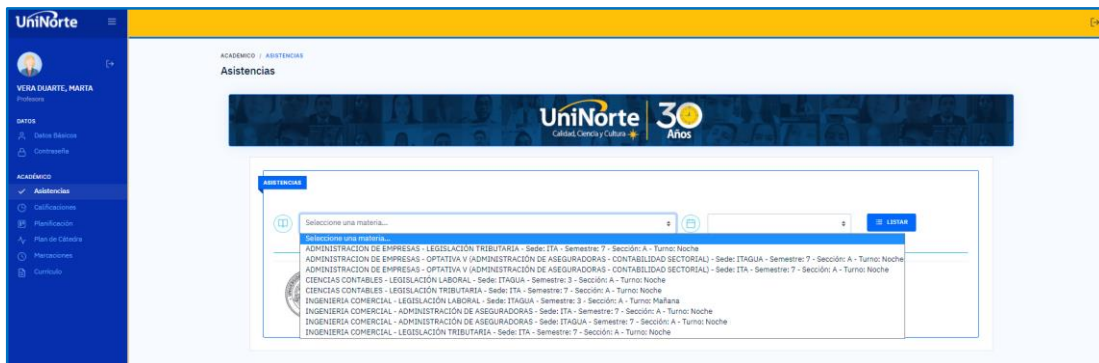 UniNorte
VERA DUARTE, MARTA
Profesora
DATOS
Datos Básicos
Contraseña
ACADÉMICO
Asistencias
Calificaciones
Planificación
Plan de Cátedra
Marcaciones
Currículo
ACADEMICO / ASISTENCIAS
Asistencias
UniNorte 30 Años
Calidad, Ciencia y Cultura
ASISTENCIAS
Seleccione una materia...
LISTAR
Seleccione una materia...
ADMINISTRACION DE EMPRESAS - LEGISLACIÓN TRIBUTARIA - Sede: ITA - Semestre: 7 - Sección: A - Turno: Noche
ADMINISTRACION DE EMPRESAS - OPTATIVA V (ADMINISTRACIÓN DE ASEGURADORAS - CONTABILIDAD SECTORIAL) - Sede: ITAGUA - Semestre: 7 - Sección: A - Turno: Noche
ADMINISTRACION DE EMPRESAS - OPTATIVA V (ADMINISTRACIÓN DE ASEGURADORAS - CONTABILIDAD SECTORIAL) - Sede: ITA - Semestre: 7 - Sección: A - Turno: Noche
CIENCIAS CONTABLES - LEGISLACIÓN LABORAL - Sede: ITAGUA - Semestre: 3 - Sección: A - Turno: Noche
CIENCIAS CONTABLES - LEGISLACIÓN TRIBUTARIA - Sede: ITA - Semestre: 7 - Sección: A - Turno: Noche
INGENIERIA COMERCIAL - LEGISLACIÓN LABORAL - Sede: ITAGUA - Semestre: 3 - Sección: A - Turno: Mañana
INGENIERIA COMERCIAL - ADMINISTRACIÓN DE ASEGURADORAS - Sede: ITA - Semestre: 7 - Sección: A - Turno: Noche
INGENIERIA COMERCIAL - ADMINISTRACIÓN DE ASEGURADORAS - Sede: ITAGUA - Semestre: 7 - Sección: A - Turno: Noche
INGENIERIA COMERCIAL - LEGISLACIÓN TRIBUTARIA - Sede: ITA - Semestre: 7 - Sección: A - Turno: Noche